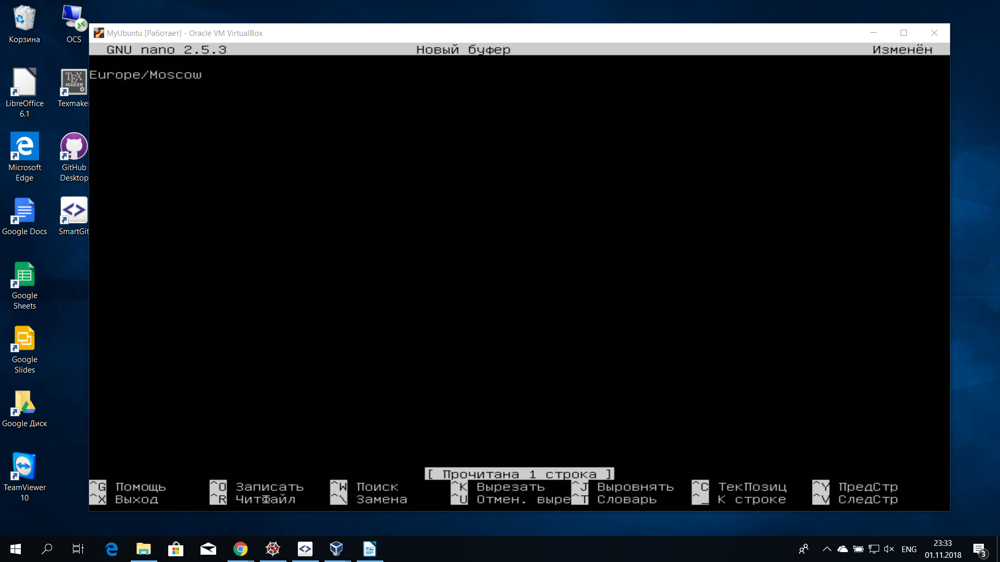 Корзина
OCS
LibreOffice
6.1
TEX
MAKER
Texmaker
Microsoft
Edge
GitHub
Desktop
Google Docs
SmartGit
Google
Sheets
Google
Slides
Google Диск
TeamViewer
10
MyUbuntu [Работает] - Oracle VM VirtualBox
GNU nano 2.5.3 Новый буфер Изменён
Europe/Moscow
[ Прочитана 1 строка ]
^G Помощь ^O Записать ^W Поиск ^K Вырезать ^J Выровнять ^C ТекПозиц ^Y ПредСтр
^X Выход ^R ЧитФайл ^\ Замена ^U Отмен. выре ^T Словарь ^_ К строке ^V СледСтр
ENG
23:33
01.11.2018
3